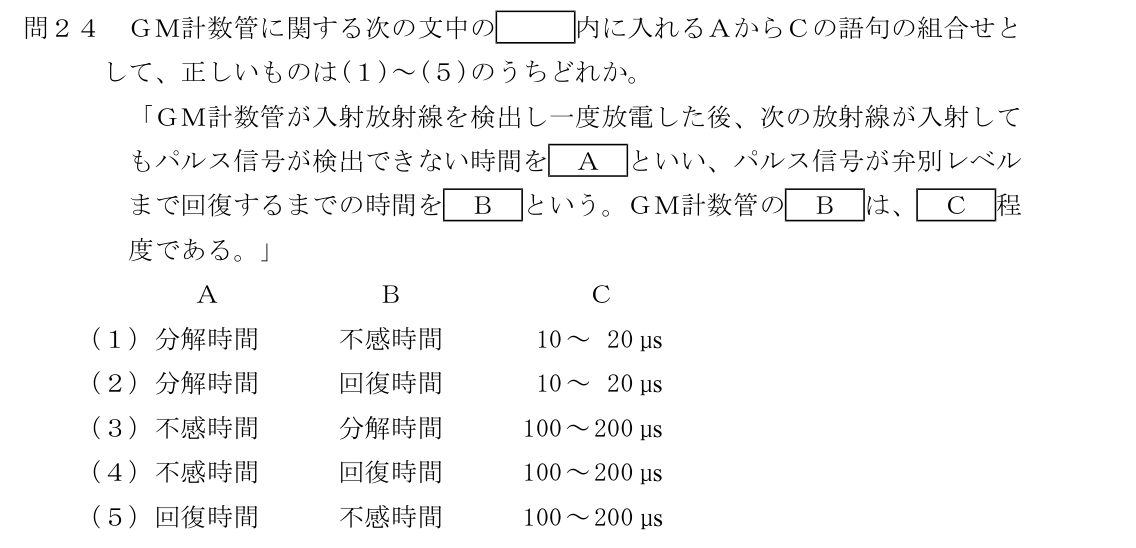 問２４　ＧＭ計数管に関する次の文中の　　　内に入れるＡからＣの語句の組合せと
して、正しいものは(１)～(５)のうちどれか。
「ＧＭ計数管が入射放射線を検出し一度放電した後、次の放射線が入射して
もパルス信号が検出できない時間を　Ａ　といい、パルス信号が弁別レベル
まで回復するまでの時間を　Ｂ　という。ＧＭ計数管の　Ｂ　は、　Ｃ　程
度である。」
Ａ　Ｂ　Ｃ
(１) 分解時間　不感時間　10～ 20 μs
(２) 分解時間　回復時間　10～ 20 μs
(３) 不感時間　分解時間　100～200 μs
(４) 不感時間　回復時間　100～200 μs
(５) 回復時間　不感時間　100～200 μs